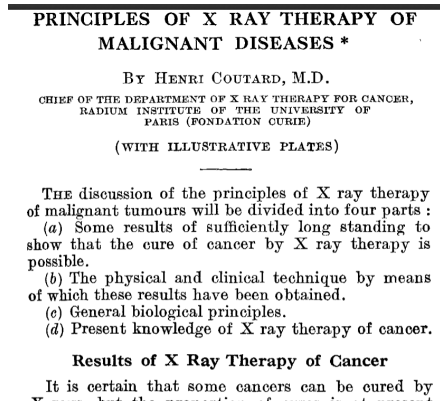 PRINCIPLES OF X RAY THERAPY OF
MALIGNANT DISEASES *
BY HENRI COUTARD, M.D.
CHIEF OF THE DEPARTMENT OF X RAY THERAPY FOR CANCER,
RADIUM INSTITUTE OF THE UNIVERSITY OF
PARIS (FONDATION CURIE)
(WITH ILLUSTRATIVE PLATES)
THE discussion of the principles of X ray therapy
of malignant tumours will be divided into four parts :
(a) Some results of sufficiently long standing to
show that the cure of cancer by X ray therapy is
possible.
(b) The physical and clinical technique by means
of which these results have been obtained.
(c) General biological principles.
(d) Present knowledge of X ray therapy of cancer.
Results of X Ray Therapy of Cancer
It is certain that some cancers can be cured by
X rays, but the proportion of cures is at present